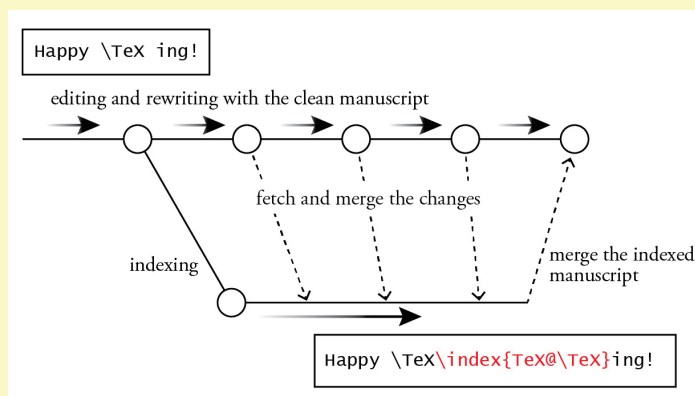 Happy \TeX ing!
editing and rewriting with the clean manuscript
fetch and merge the changes
indexing
merge the indexed
manuscript
Happy \TeX\index{TeX@\TeX}ing!